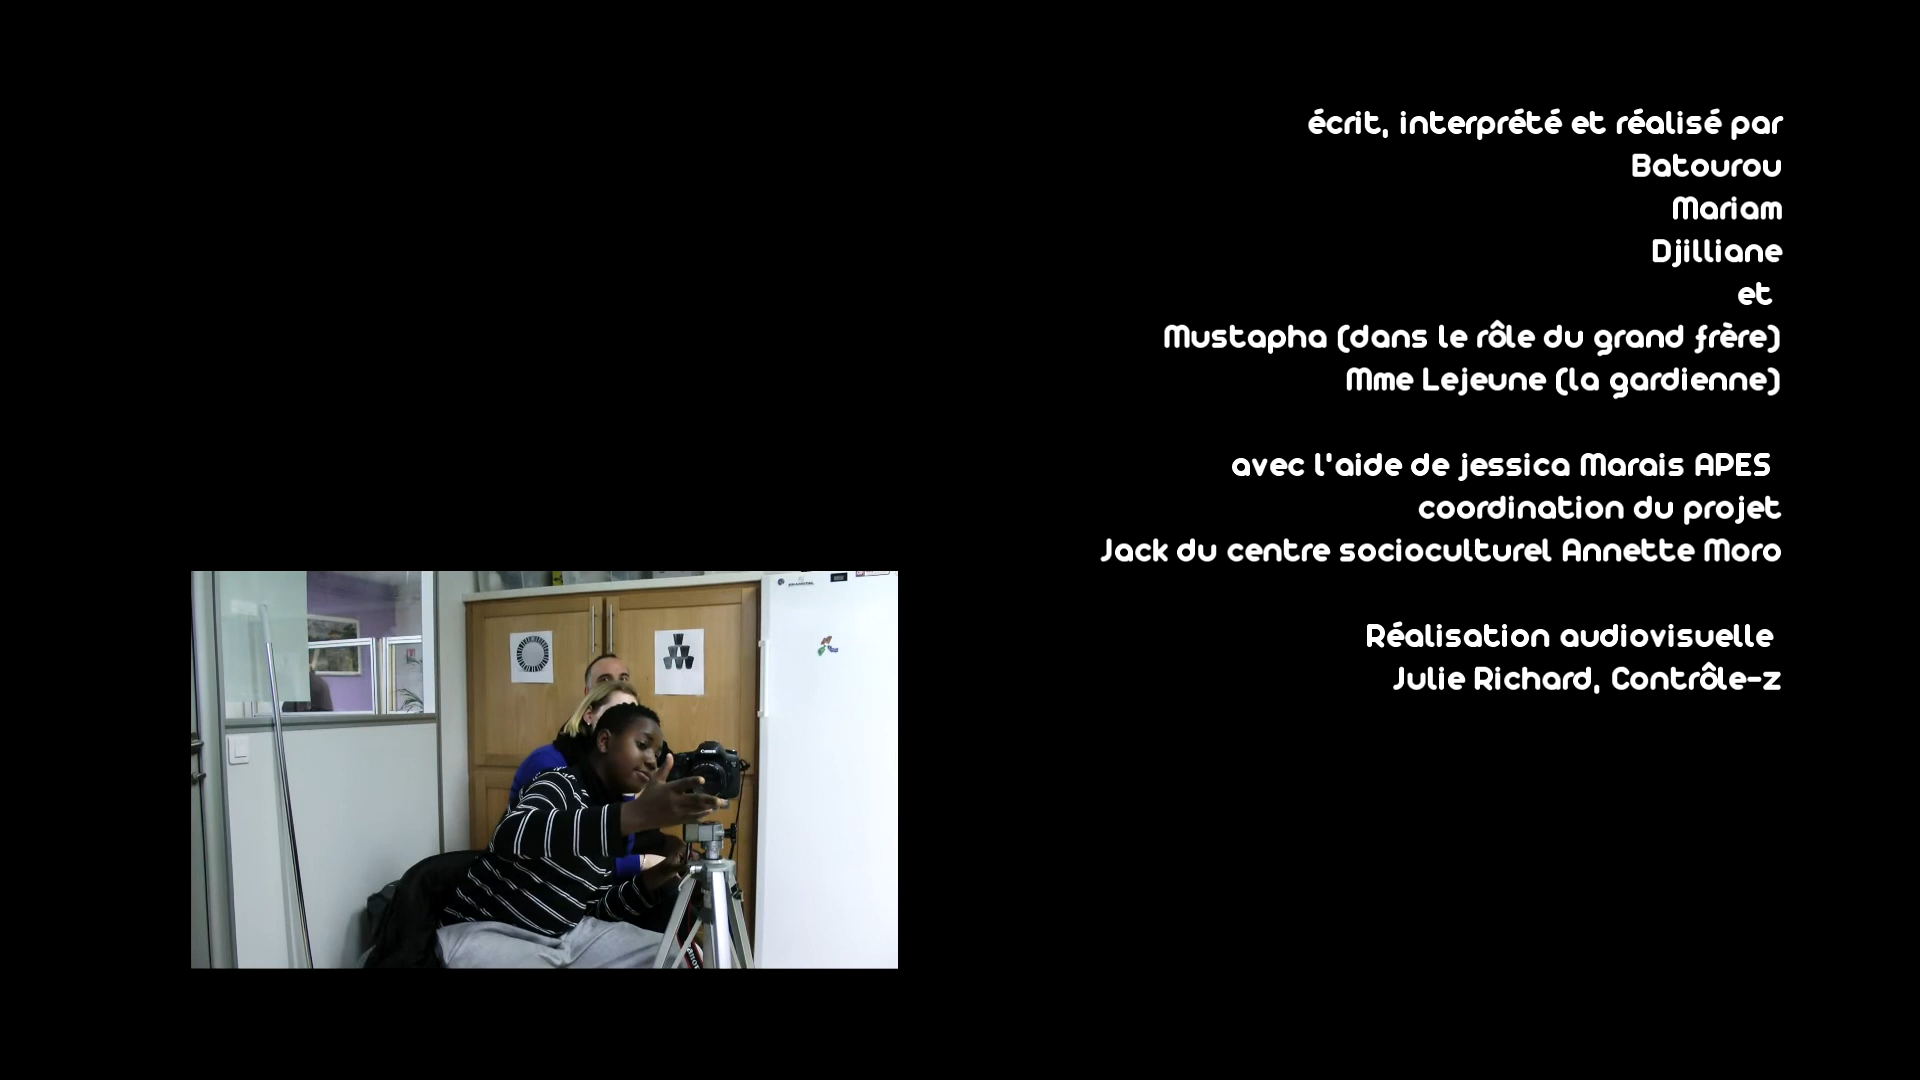 écrit, interprété et réalisé par
Batourou
Mariam
Djilliane
et
Mustapha (dans le rôle du grand frère)
Mme Lejeune (la gardienne)
avec l'aide de jessica Marais APES
coordination du projet
Jack du centre socioculturel Annette Moro
Réalisation audiovisuelle
Julie Richard, Contrôle-z
Canon